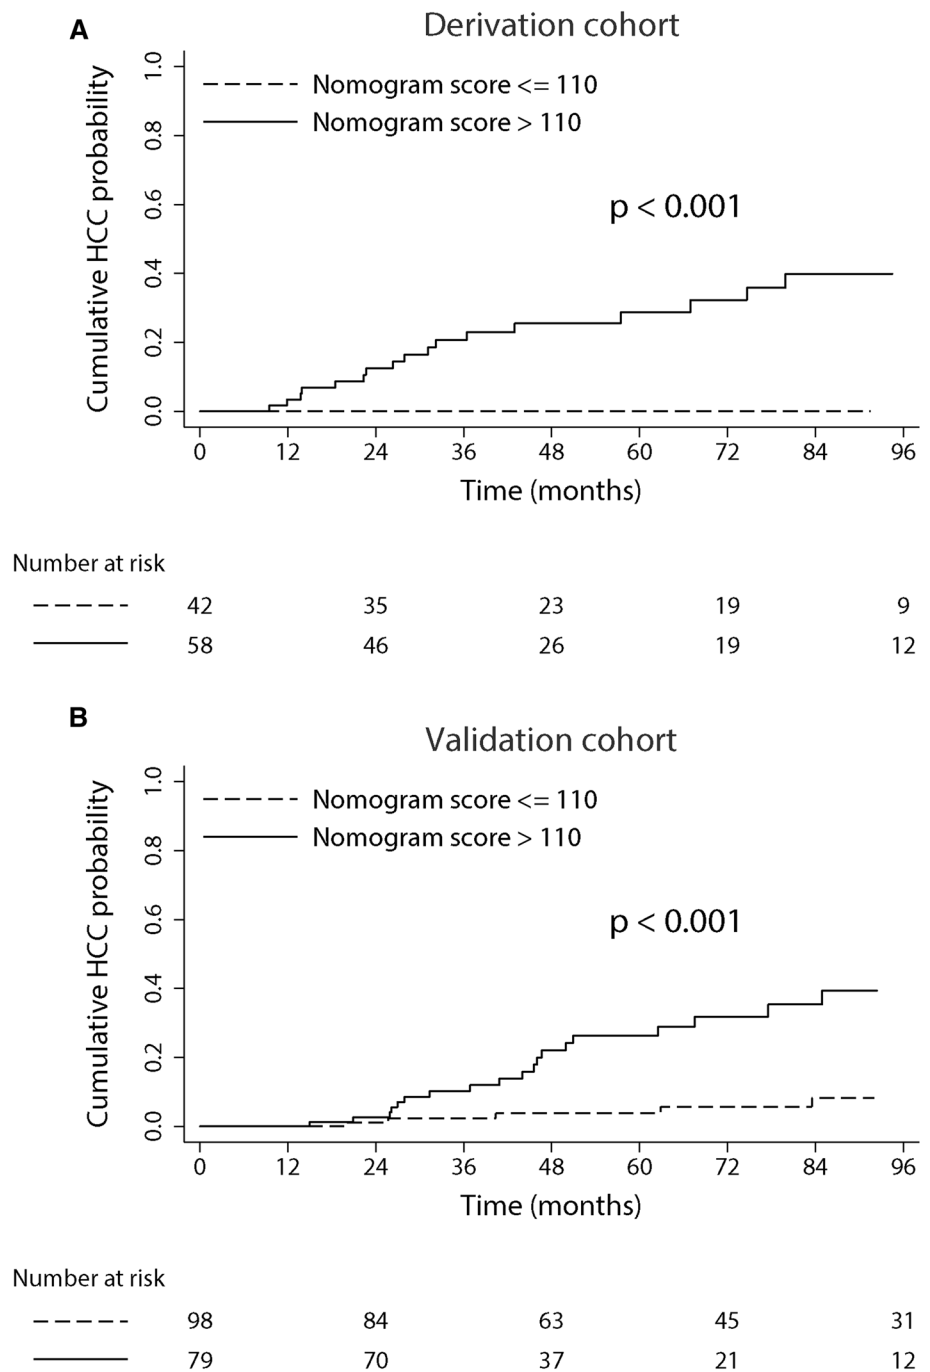 A
Derivation cohort
Cumulative HCC probability
1.0
0.8
0.6
0.4
0.2
0.0
Nomogram score <= 110
Nomogram score > 110
p < 0.001
0 12 24 36 48 60 72 84 96
Time (months)
Number at risk
42 35 23 19 9
58 46 26 19 12
B
Validation cohort
Cumulative HCC probability
1.0
0.8
0.6
0.4
0.2
0.0
Nomogram score <= 110
Nomogram score > 110
p < 0.001
0 12 24 36 48 60 72 84 96
Time (months)
Number at risk
98 84 63 45 31
79 70 37 21 12